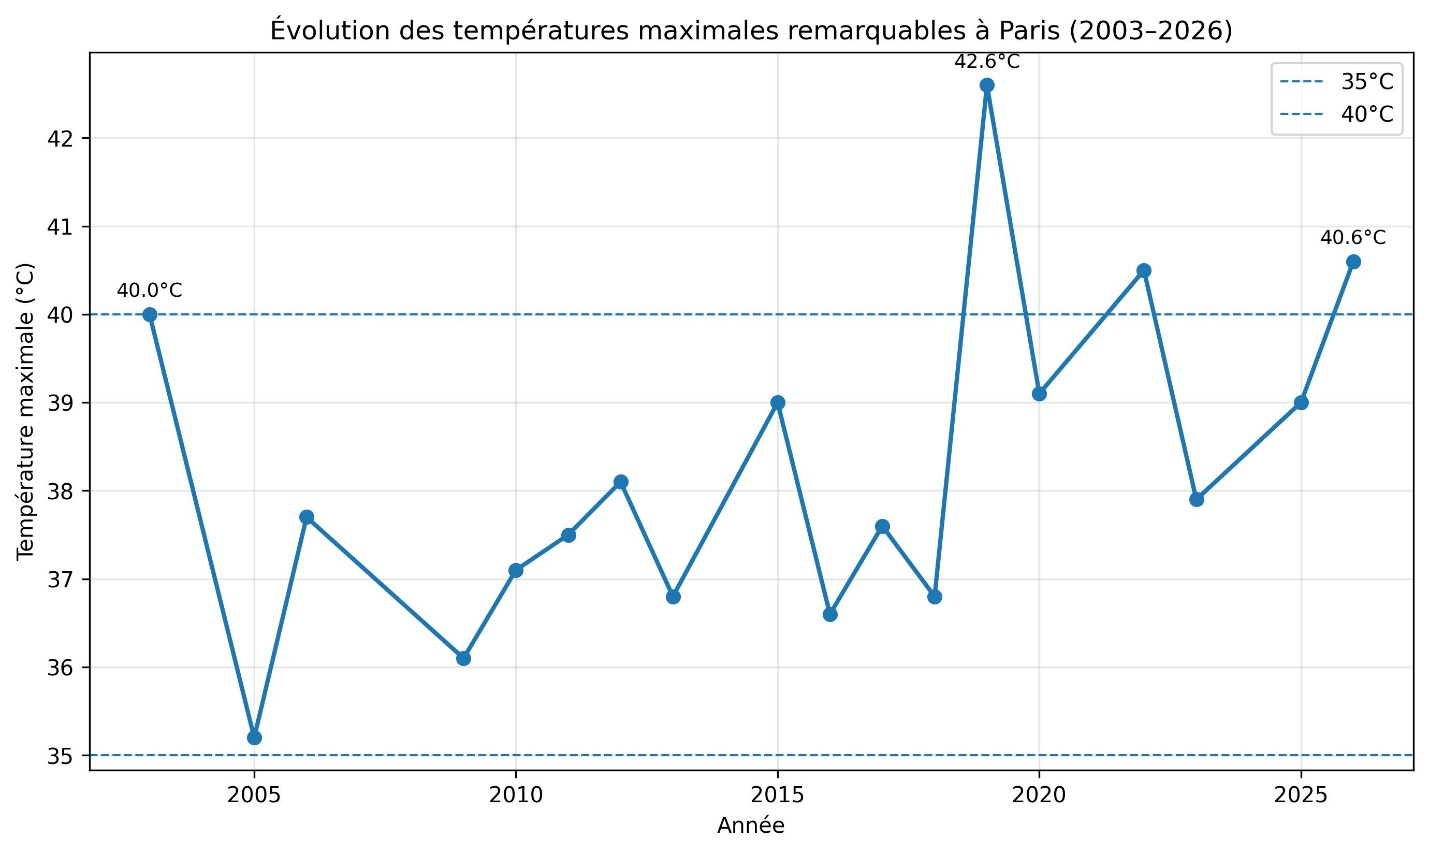 Évolution des températures maximales remarquables à Paris (2003–2026)
42.6°C
35°C
40°C
42
41
40.6°C
40.0°C
40
39
38
37
36
35
Température maximale (°C)
2005
2010
2015
2020
2025
Année